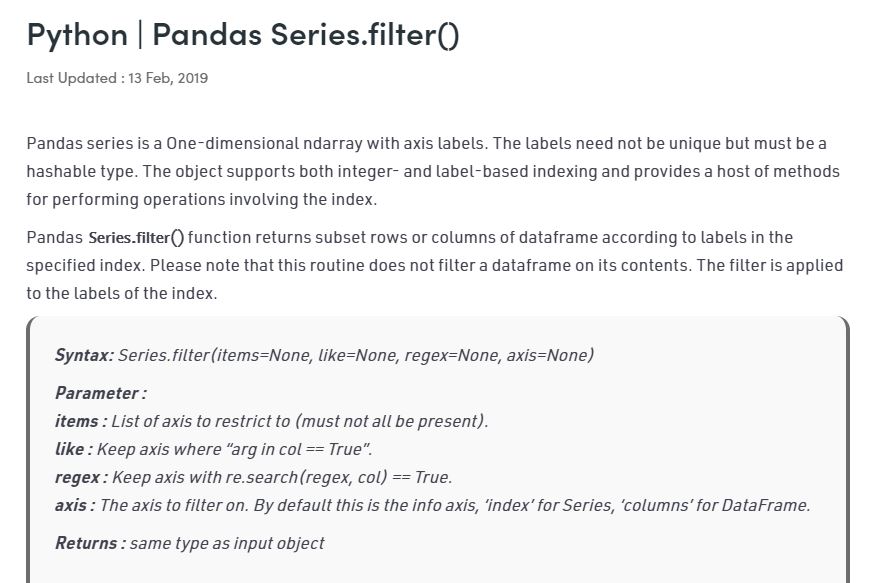 Python | Pandas Series.filter()
Last Updated : 13 Feb, 2019
Pandas series is a One-dimensional ndarray with axis labels. The labels need not be unique but must be a
hashable type. The object supports both integer- and label-based indexing and provides a host of methods
for performing operations involving the index.
Pandas Series.filter() function returns subset rows or columns of dataframe according to labels in the
specified index. Please note that this routine does not filter a dataframe on its contents. The filter is applied
to the labels of the index.
Syntax: Series.filter(items=None, like=None, regex=None, axis=None)
Parameter :
items : List of axis to restrict to (must not all be present).
like : Keep axis where “arg in col == True”.
regex : Keep axis with re.search(regex, col) == True.
axis : The axis to filter on. By default this is the info axis, ‘index’ for Series, ‘columns’ for DataFrame.
Returns : same type as input object